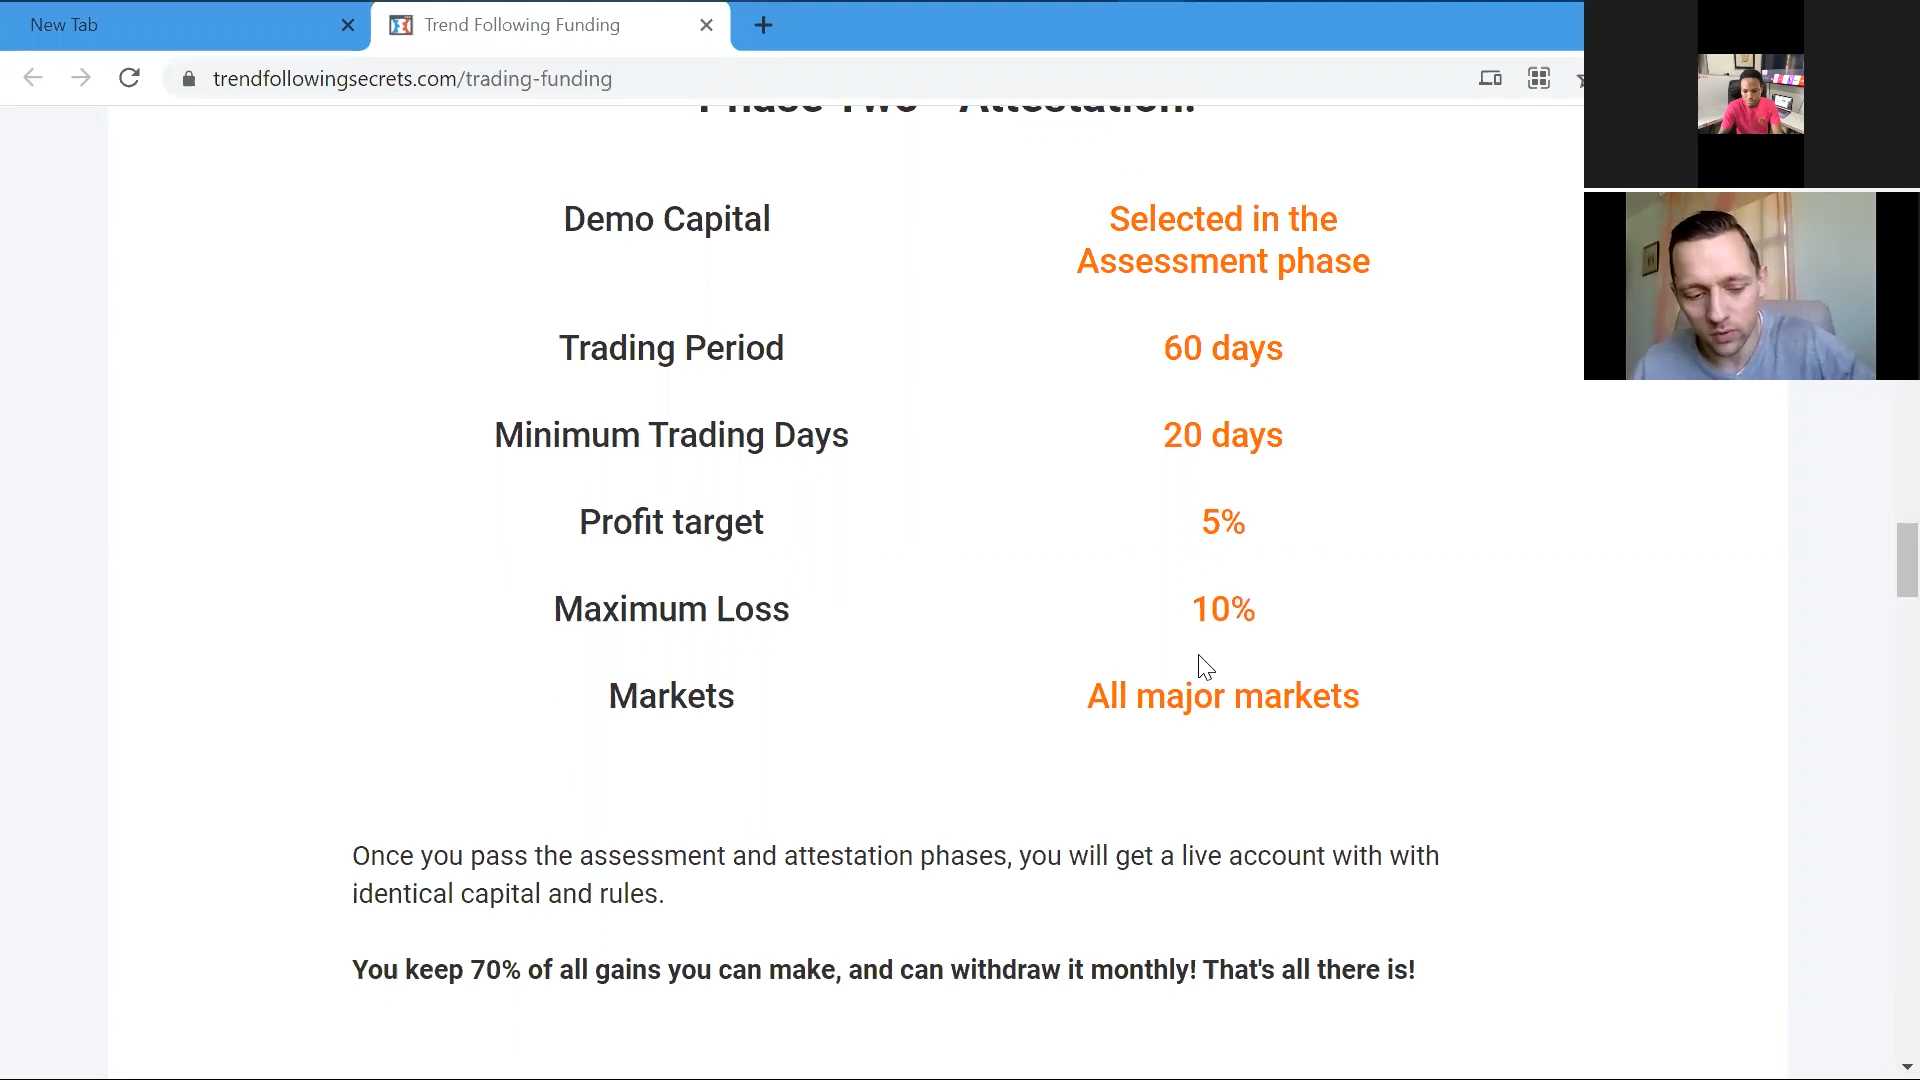 New Tab
Trend Following Funding
trendfollowingsecrets.com/trading-funding
Phase Two - Attestation:
Demo Capital
Selected in the
Assessment phase
Trading Period
60 days
Minimum Trading Days
20 days
Profit target
5%
Maximum Loss
10%
Markets
All major markets
Once you pass the assessment and attestation phases, you will get a live account with with
identical capital and rules.
You keep 70% of all gains you can make, and can withdraw it monthly! That's all there is!